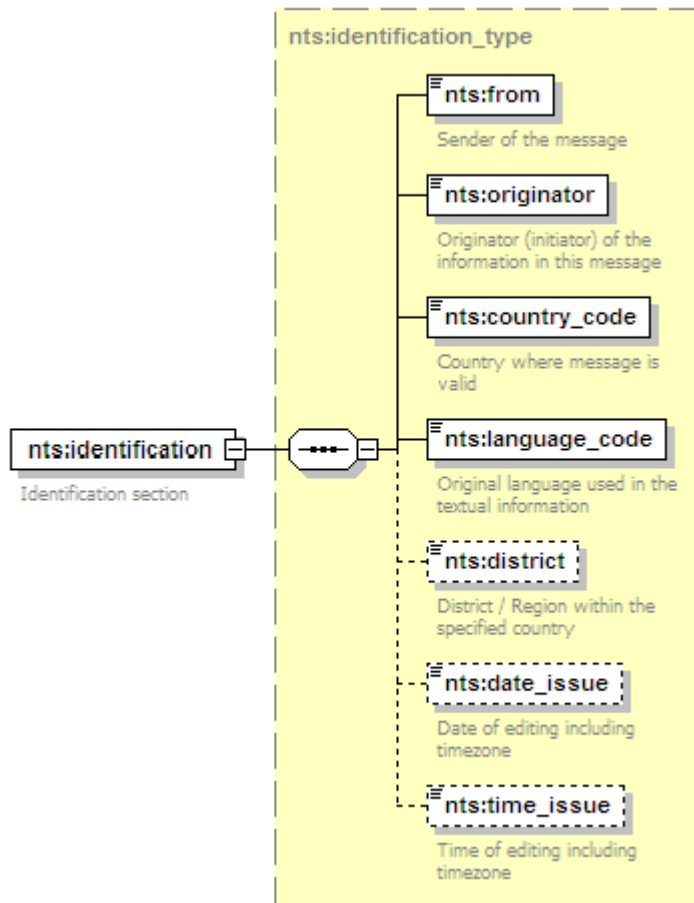 nts:identification_type
nts:from
Sender of the message
nts:originator
Originator (initiator) of the
information in this message
nts:country_code
Country where message is
valid
nts:identification
Identification section
nts:language_code
Original language used in the
textual information
nts:district
District / Region within the
specified country
nts:date_issue
Date of editing including
timezone
nts:time_issue
Time of editing including
timezone